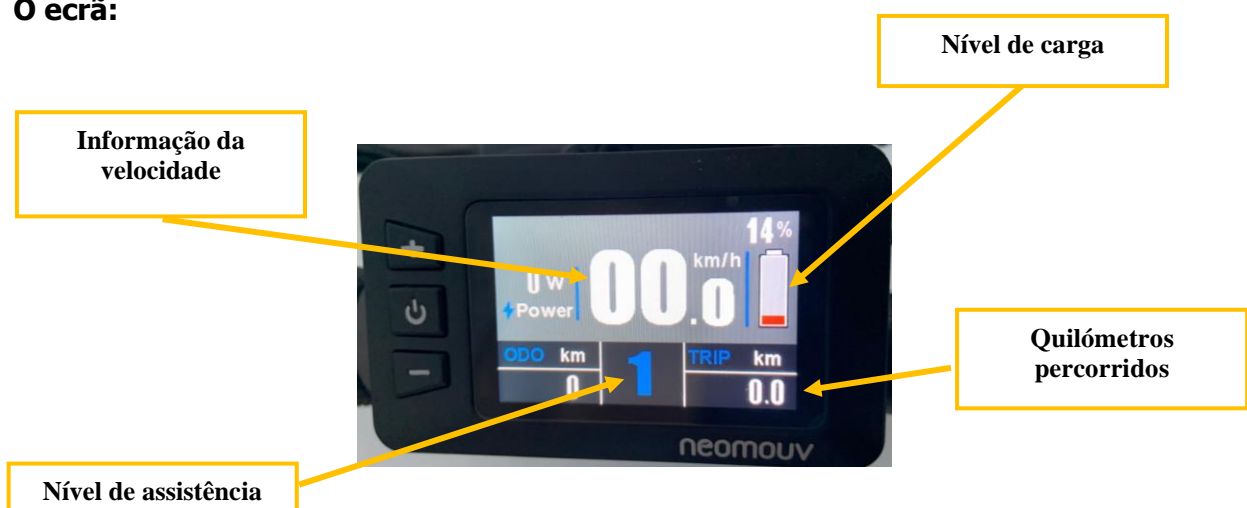 O ecrã:
Nível de carga
Informação da
velocidade
14%
00.0 km/h
0 W
Power
ODO km
0
1
TRIP km
0.0
Quilómetros
percorridos
neomouv
Nível de assistência